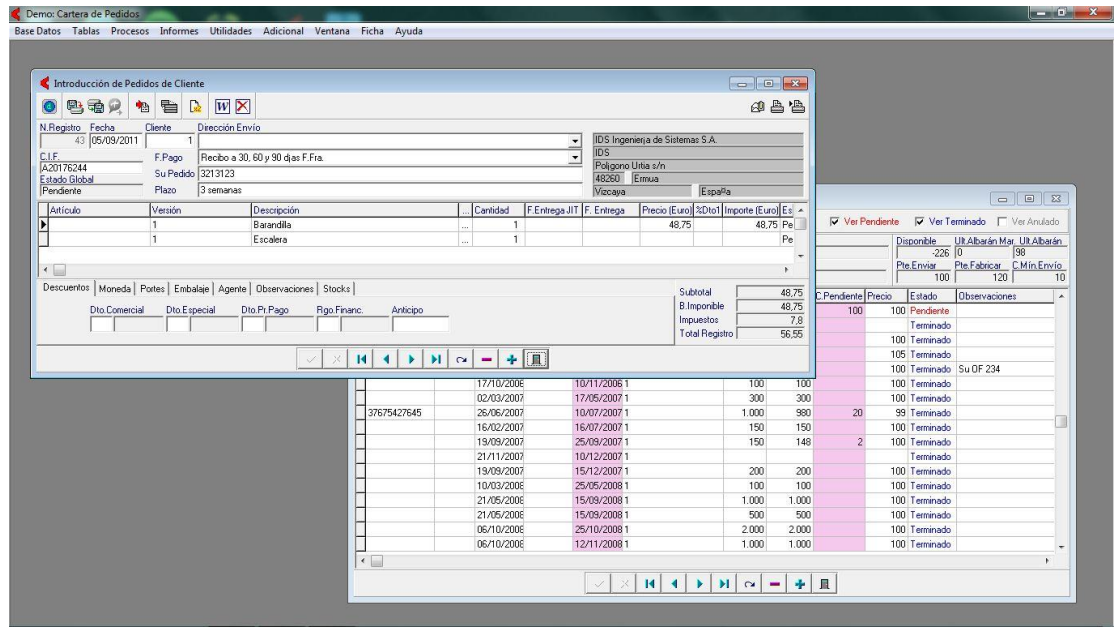 Demo: Cartera de Pedidos
Base Datos Tablas Procesos Informes Utilidades Adicional Ventana Ficha Ayuda
Introducción de Pedidos de Cliente
W
N.Registro Fecha Cliente Dirección Envío
43 05/09/2011 1
IDS Ingenieria de Sistemas S.A.
C.I.F. F.Pago Recibo a 30, 60 y 90 dias F.Fra.
IDS
A20176244
Poligono Urtia s/n
Estado Global Su Pedido 3213123
48260 Ermua
Pendiente Plazo 3 semanas
Vizcaya España
Artículo Versión Descripción ... Cantidad F.Entrega JIT F. Entrega Precio (Euro) %Dto1 Importe (Euro) Es
1 Barandilla ... 1 48,75 48,75 Pe
1 Escalera ... 1 Pe
Descuentos Moneda Portes Embalaje Agente Observaciones Stocks
Dto.Comercial Dto.Especial Dto.Pr.Pago Rgo.Financ. Anticipo
Subtotal 48,75
B.Imponible 48,75
Impuestos 7,8
Total Registro 56,55
Ver Pendiente Ver Terminado Ver Anulado
Disponible Ult.Albarán Mar. Ult.Albarán
-226 0 98
Pte.Enviar Pte.Fabricar C.Mín.Envío
100 120 10
C.Pendiente Precio Estado Observaciones
100 100 Pendiente
Terminado
100 Terminado
105 Terminado
100 Terminado Su OF 234
17/10/2006 10/11/2006 1 100 100 100 Terminado
02/03/2007 17/05/2007 1 300 300 100 Terminado
37675427645 26/06/2007 10/07/2007 1 1.000 980 20 99 Terminado
16/02/2007 16/07/2007 1 150 150 100 Terminado
19/09/2007 25/09/2007 1 150 148 2 100 Terminado
21/11/2007 10/12/2007 1 Terminado
19/09/2007 15/12/2007 1 200 200 100 Terminado
10/03/2008 25/05/2008 1 100 100 100 Terminado
21/05/2008 15/09/2008 1 1.000 1.000 100 Terminado
21/05/2008 15/09/2008 1 500 500 100 Terminado
06/10/2008 25/10/2008 1 2.000 2.000 100 Terminado
06/10/2008 12/11/2008 1 1.000 1.000 100 Terminado